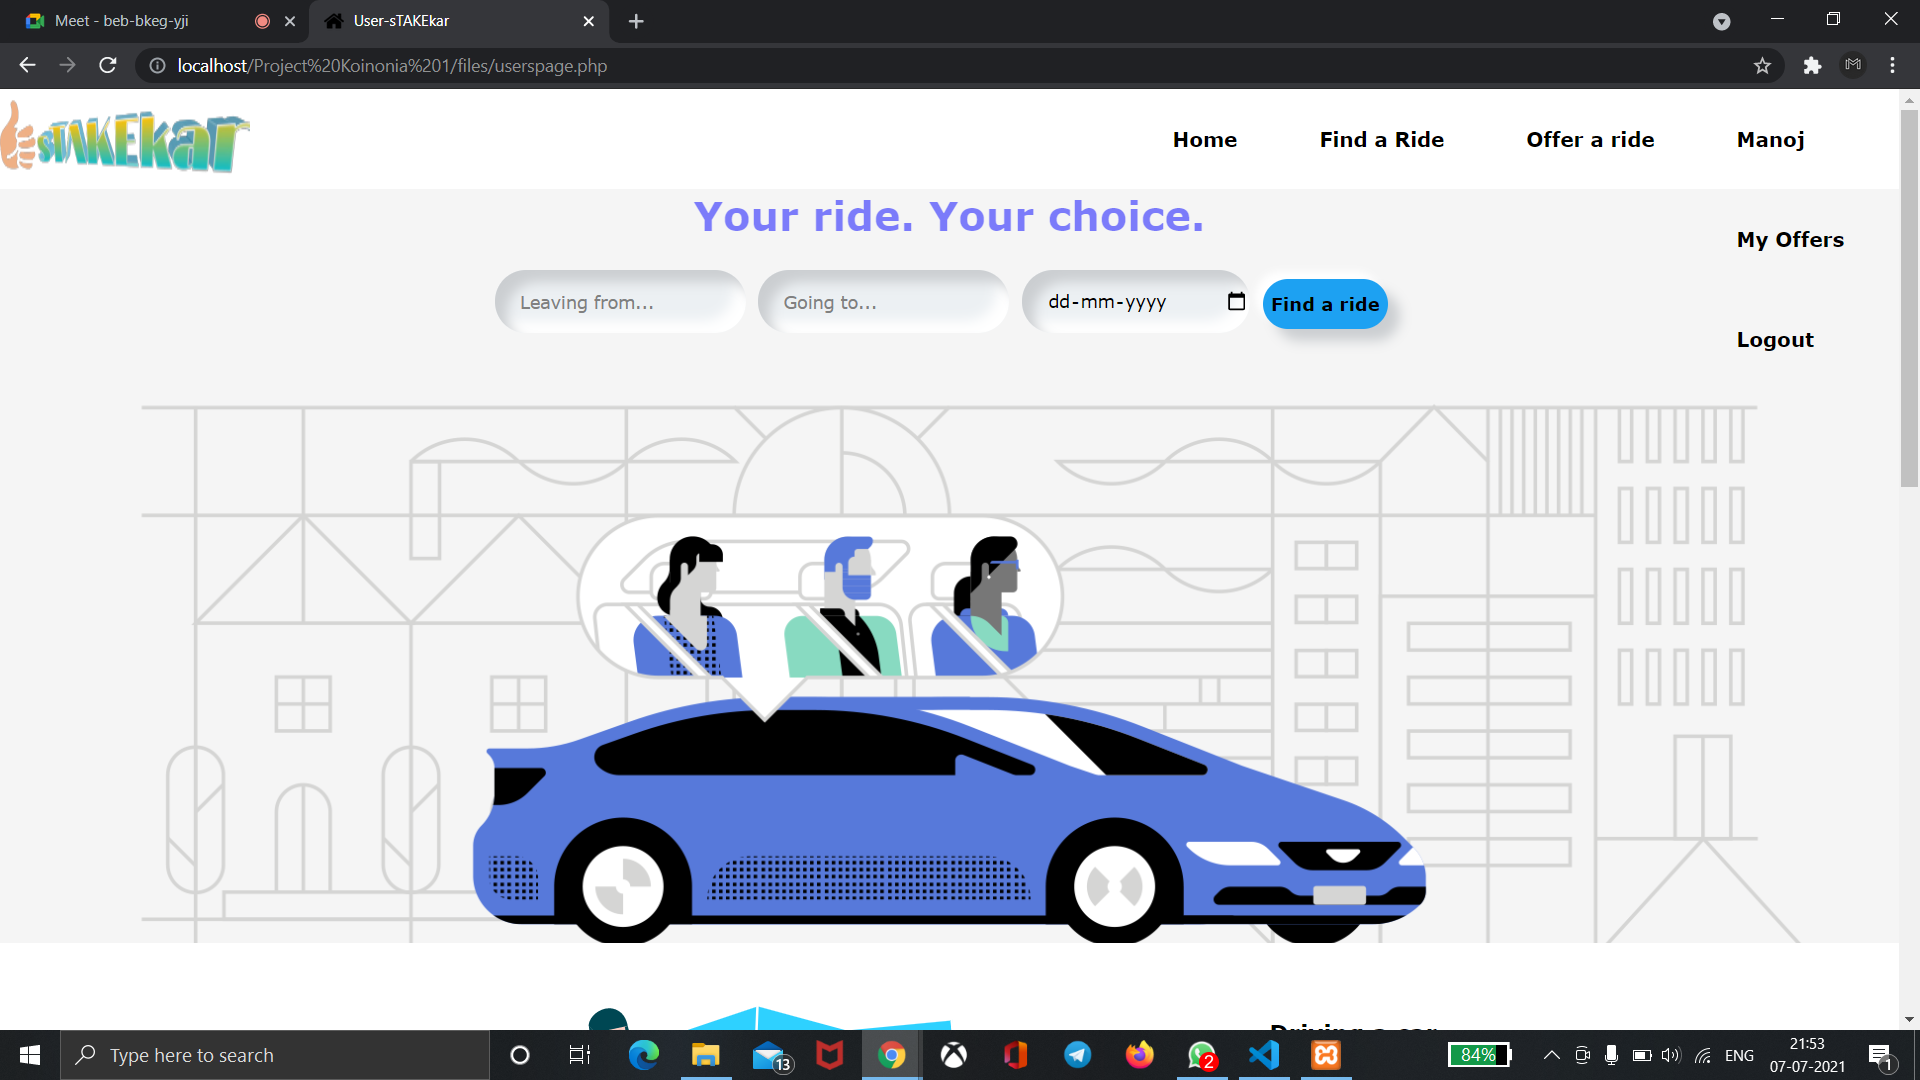 Meet - beb-bkeg-yji
User-sTAKEkar
localhost/Project%20Koinonia%201/files/userspage.php
sTAKEkar
Home Find a Ride Offer a ride Manoj
Your ride. Your choice.
My Offers
Leaving from... Going to... dd-mm-yyyy Find a ride
Logout
Driving a car
Type here to search
13
2
84%
ENG
21:53
07-07-2021
1